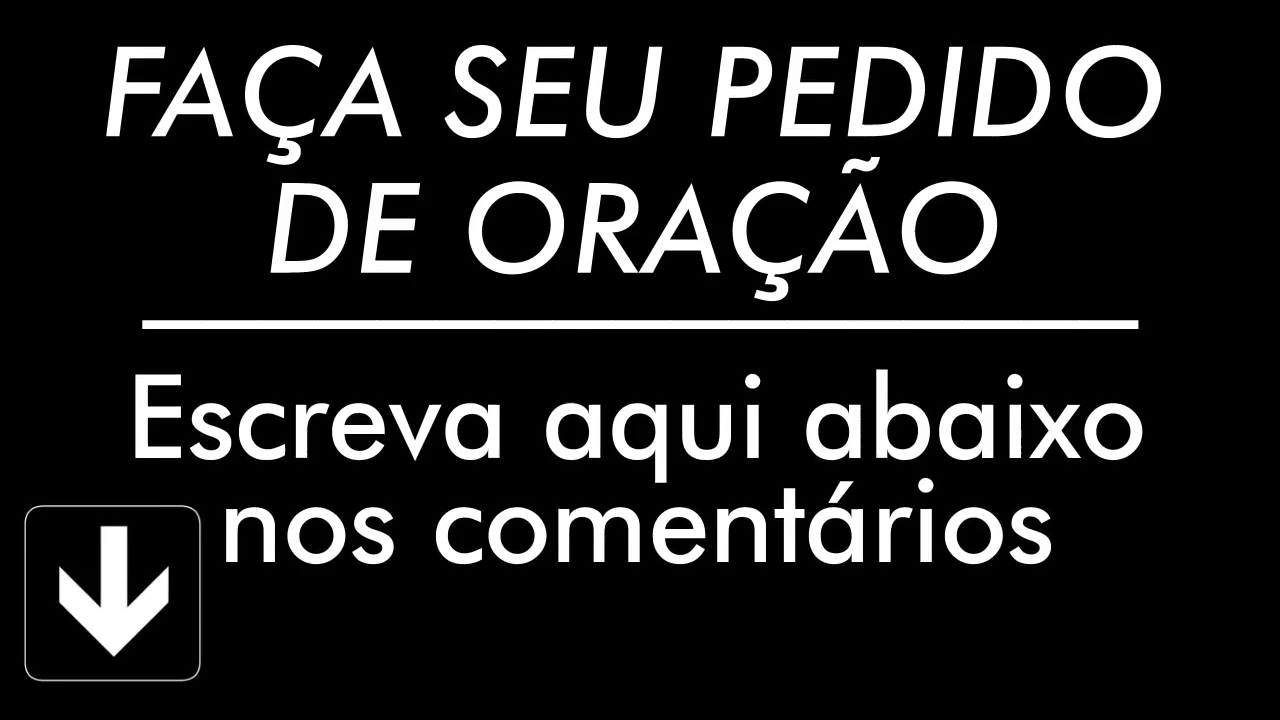 FAÇA SEU PEDIDO
DE ORAÇÃO
Escreva aqui abaixo
nos comentários